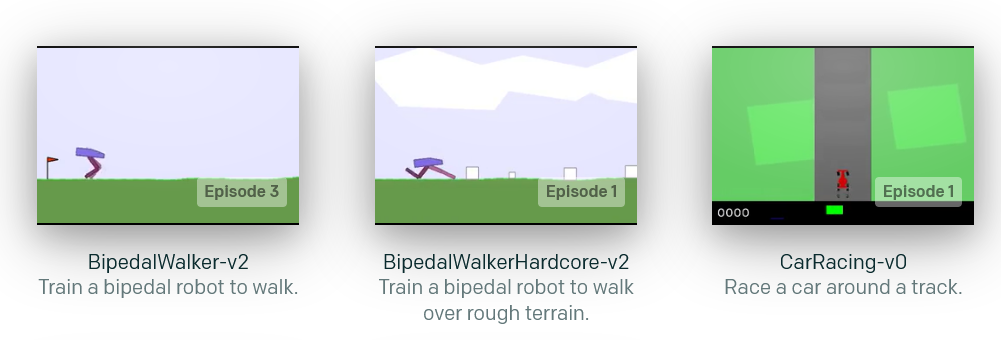 Episode 3
Episode 1
0000
Episode 1
BipedalWalker-v2
Train a bipedal robot to walk.
BipedalWalkerHardcore-v2
Train a bipedal robot to walk
over rough terrain.
CarRacing-v0
Race a car around a track.